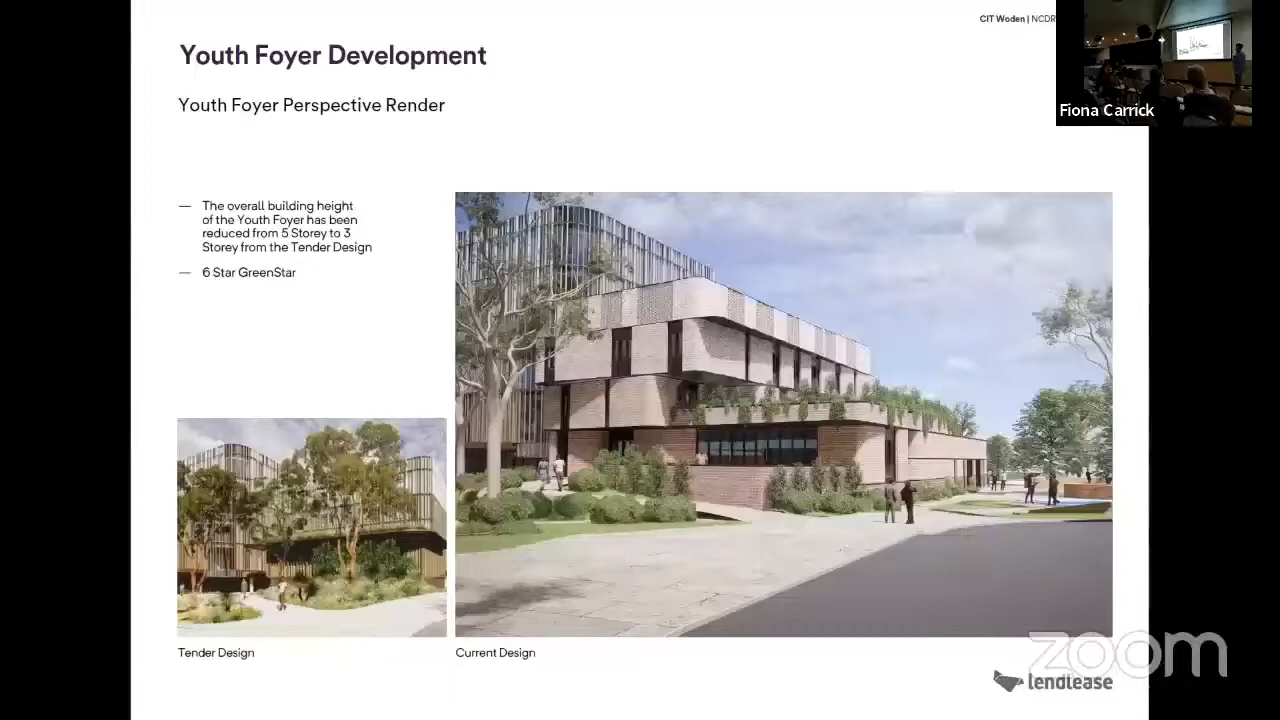 CIT Woden | NCDR
Youth Foyer Development
Youth Foyer Perspective Render
Fiona Carrick
— The overall building height
of the Youth Foyer has been
reduced from 5 Storey to 3
Storey from the Tender Design
— 6 Star GreenStar
Tender Design
Current Design
zoom
lendlease